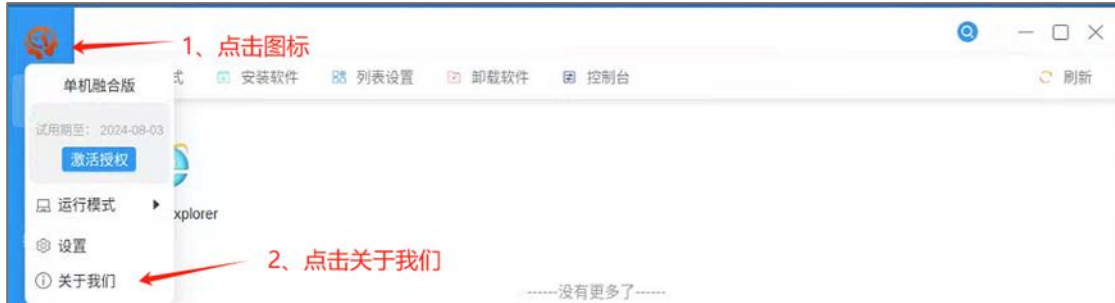 1、点击图标
式 安装软件 列表设置 卸载软件 控制台 刷新
单机融合版
试用期至： 2024-08-03
激活授权
运行模式
xplorer
设置
2、点击关于我们
关于我们
------没有更多了------